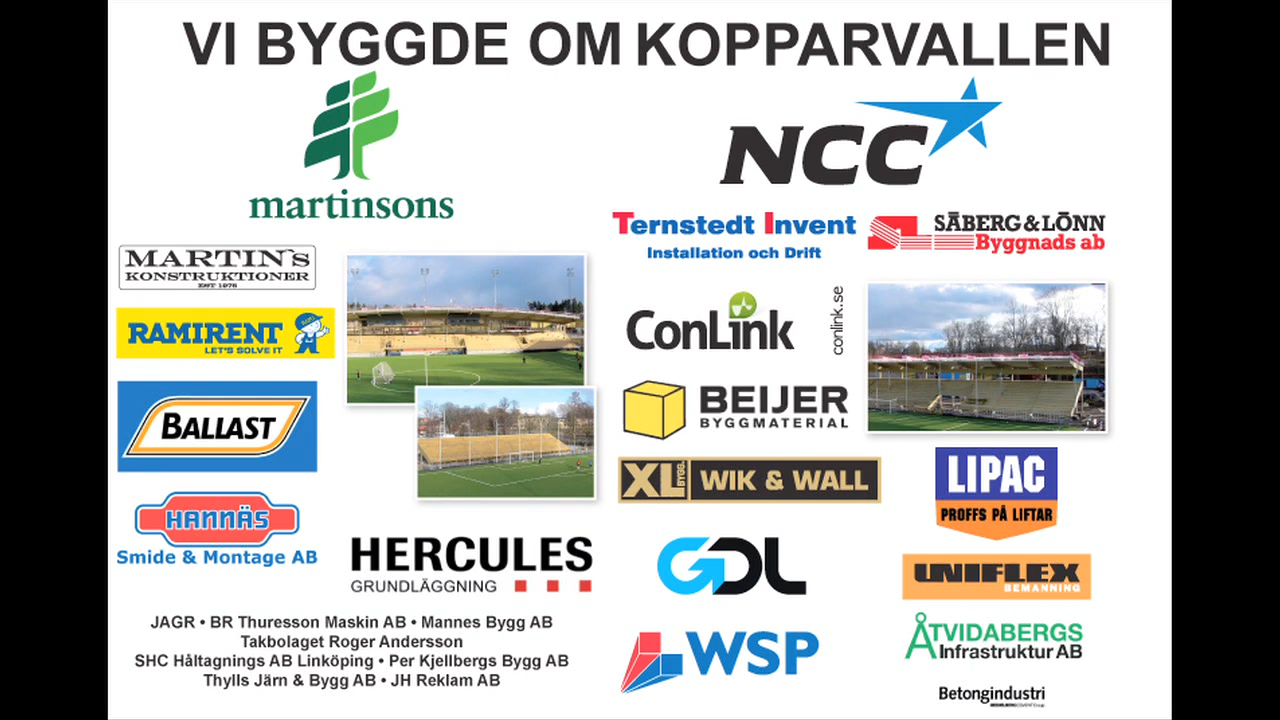 VI BYGGDE OM KOPPARVALLEN
martinsons
NCC
Ternstedt Invent
Installation och Drift
SÄBERG & LÖNN
Byggnads ab
MARTIN`s
KONSTRUKTIONER
EST 1976
RAMIRENT
LET'S SOLVE IT
ConLink
conlink.se
BALLAST
BEIJER
BYGGMATERIAL
XL BYGG. WIK & WALL
LIPAC
PROFFS PÅ LIFTAR
HANNÄS
Smide & Montage AB
HERCULES
GRUNDLÄGGNING
GDL
UNIFLEX
BEMANNING
JAGR • BR Thuresson Maskin AB • Mannes Bygg AB
Takbolaget Roger Andersson
SHC Håltagnings AB Linköping • Per Kjellbergs Bygg AB
Thylls Järn & Bygg AB • JH Reklam AB
WSP
ÅTVIDABERGS
Infrastruktur AB
Betongindustri